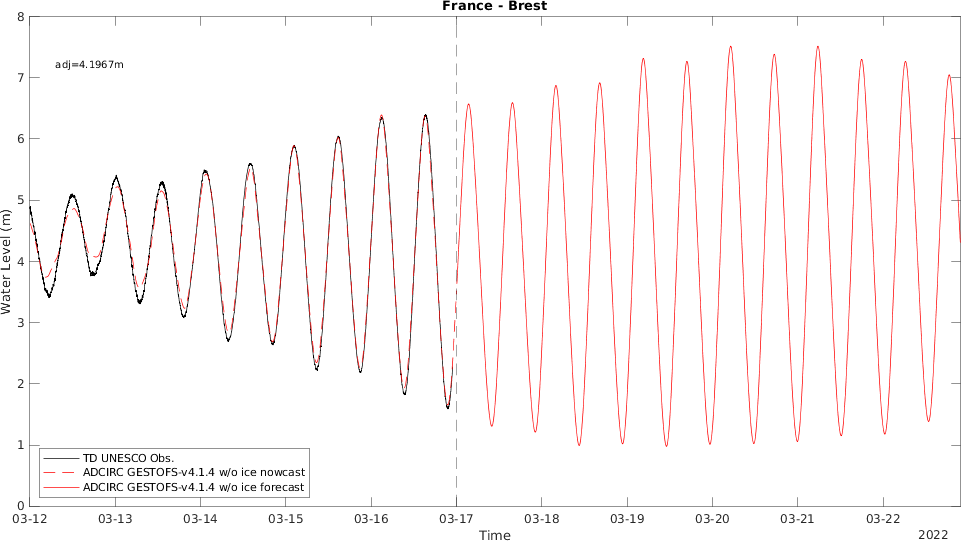 France - Brest
8
7
6
5
4
3
2
1
0
Water Level (m)
adj=4.1967m
TD UNESCO Obs.
ADCIRC GESTOFS-v4.1.4 w/o ice nowcast
ADCIRC GESTOFS-v4.1.4 w/o ice forecast
03-12 03-13 03-14 03-15 03-16 03-17 03-18 03-19 03-20 03-21 03-22
Time
2022